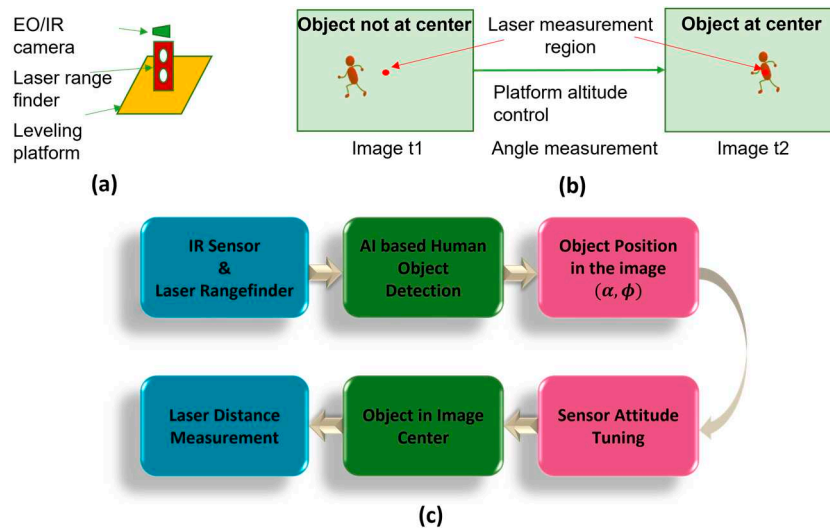 EO/IR
camera
Laser range
finder
Leveling
platform
(a)
Object not at center
Laser measurement
region
Object at center
Platform altitude
control
Image t1
Angle measurement
Image t2
(b)
IR Sensor
&
Laser Rangefinder
AI based Human
Object
Detection
Object Position
in the image
(α, ϕ)
Laser Distance
Measurement
Object in Image
Center
Sensor Attitude
Tuning
(c)